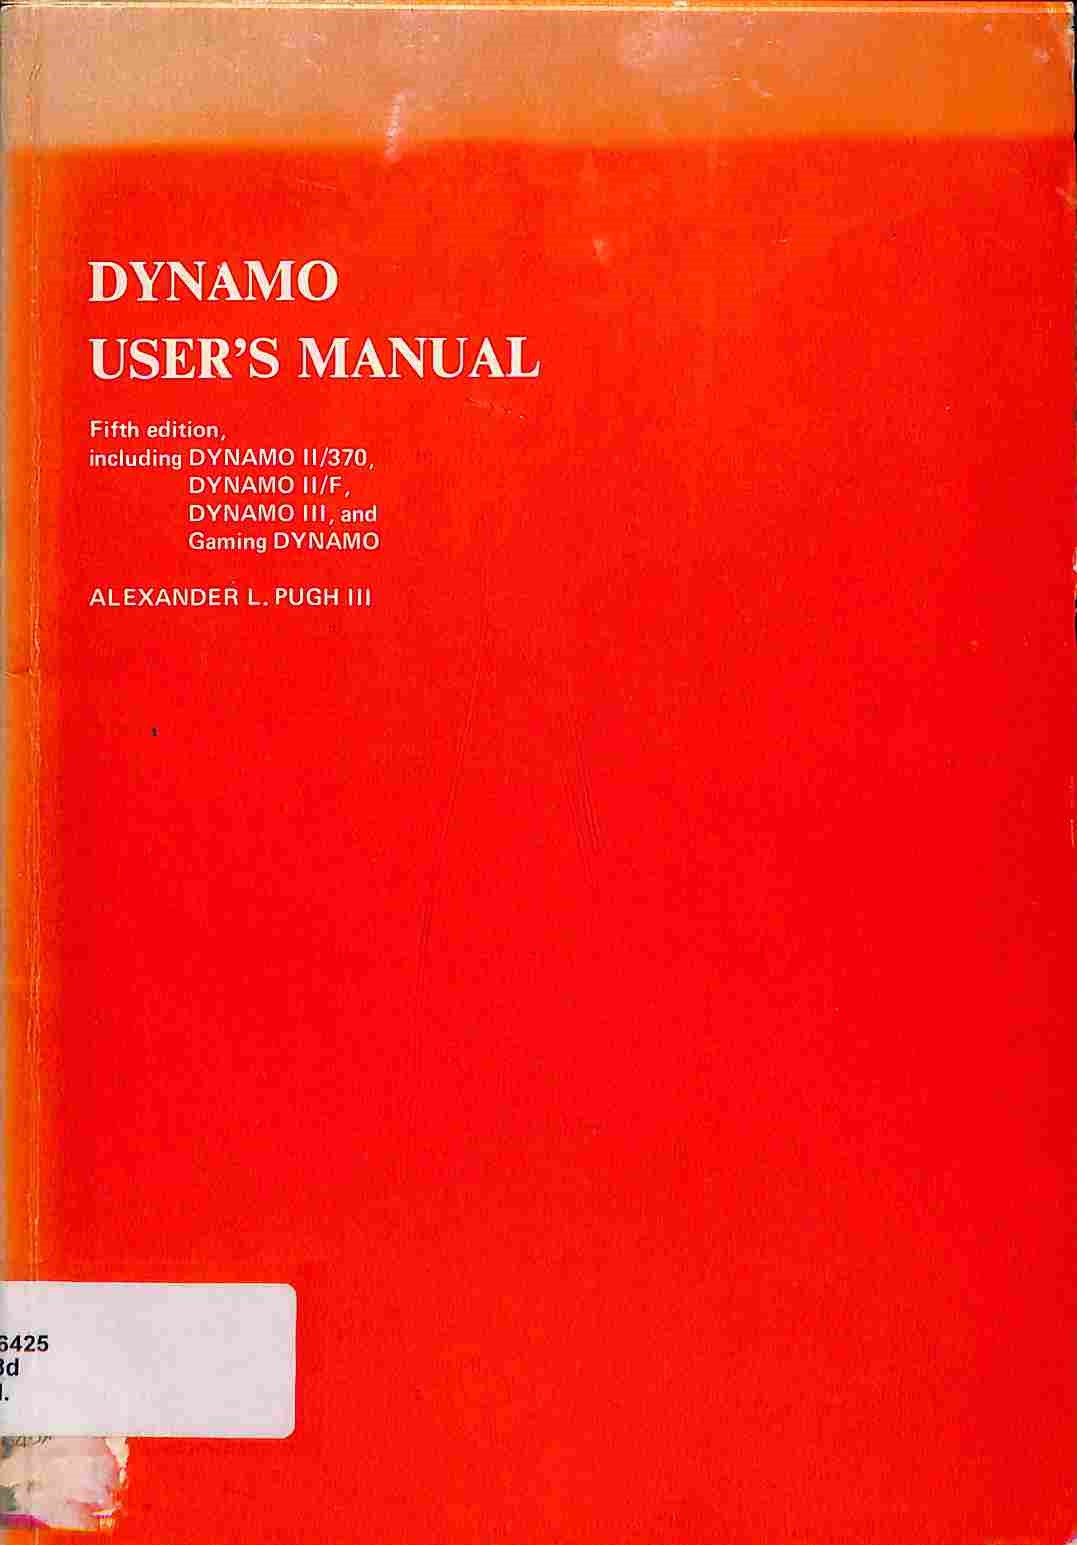 DYNAMO
USER'S MANUAL
Fifth edition,
including DYNAMO II/370,
DYNAMO II/F,
DYNAMO III, and
Gaming DYNAMO
ALEXANDER L. PUGH III
6425
3d